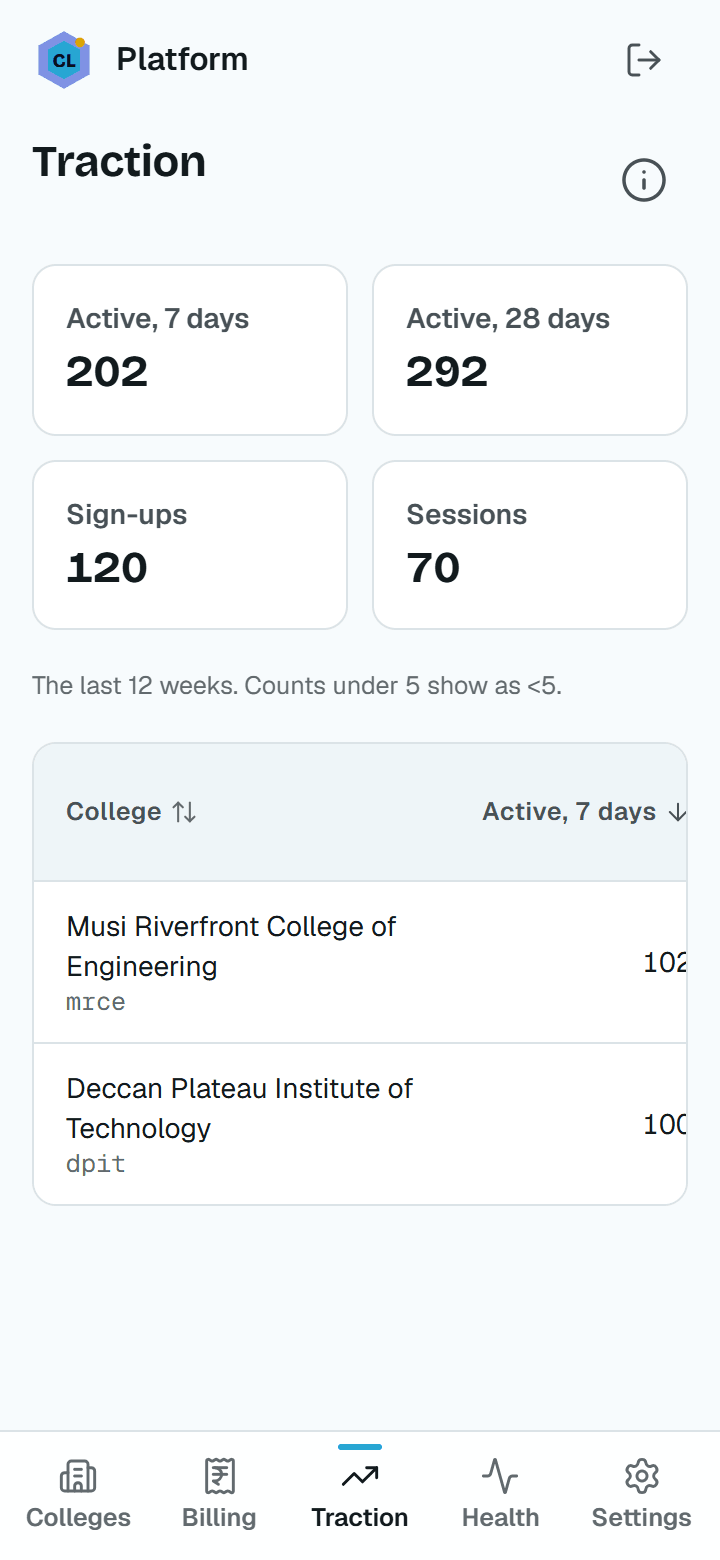 CL
Platform
Traction
Active, 7 days
202
Active, 28 days
292
Sign-ups
120
Sessions
70
The last 12 weeks. Counts under 5 show as <5.
College
Active, 7 days
Musi Riverfront College of
Engineering
mrce
102
Deccan Plateau Institute of
Technology
dpit
100
Colleges
Billing
Traction
Health
Settings